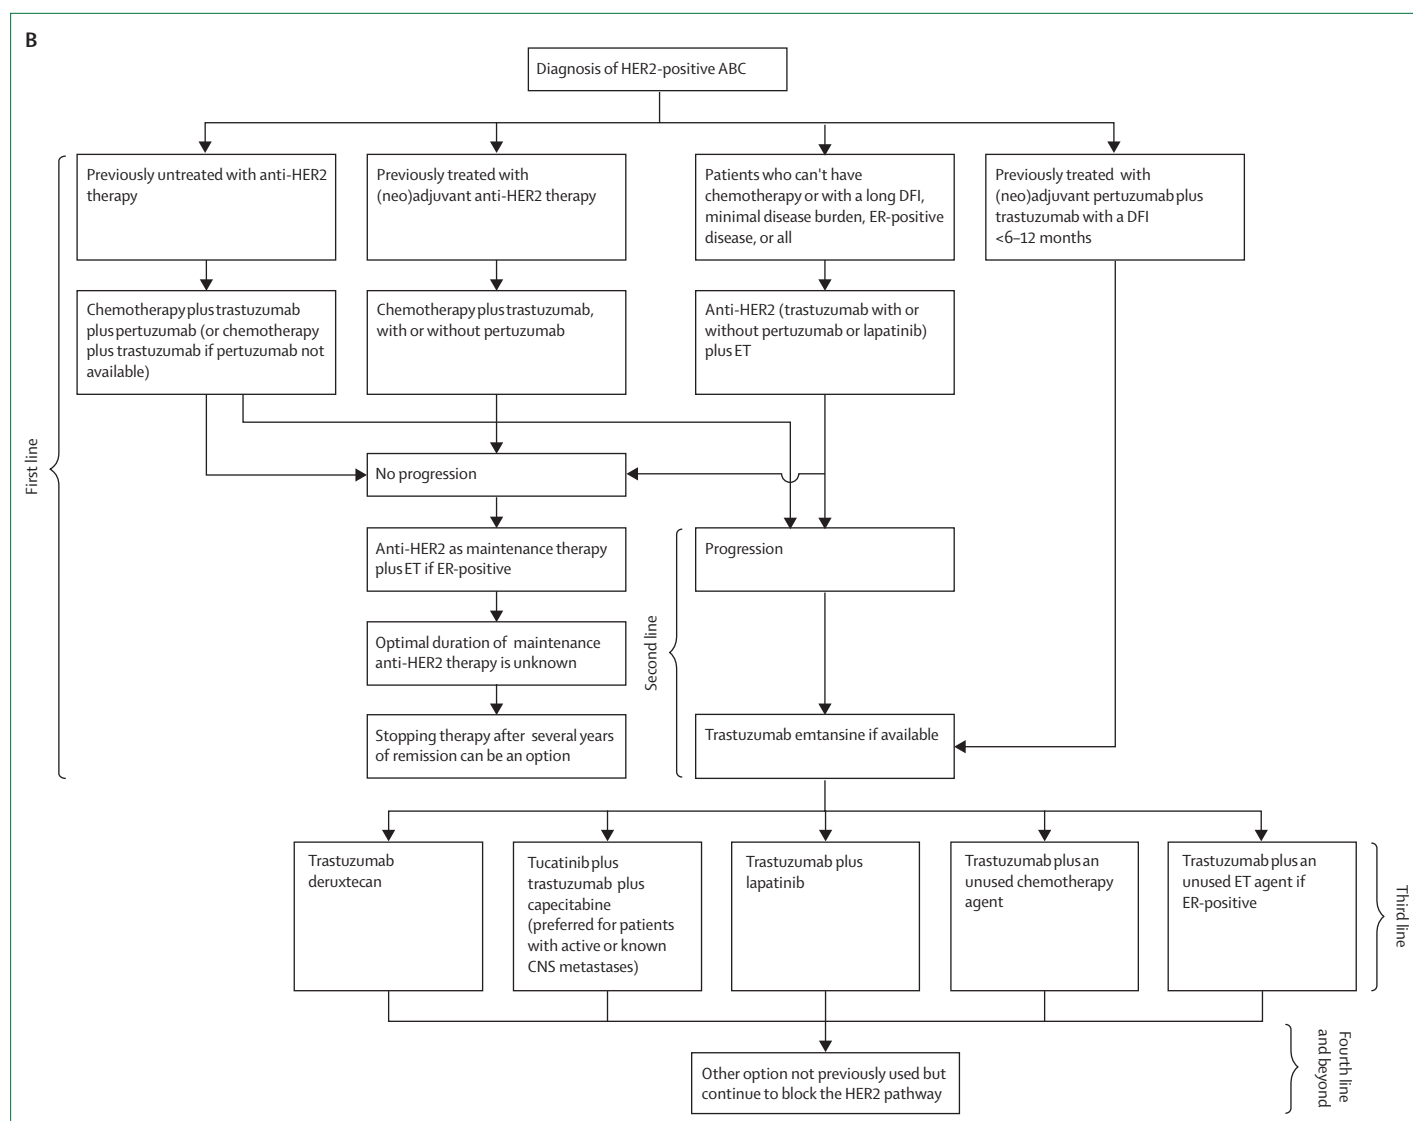 B
Diagnosis of HER2-positive ABC
Previously untreated with anti-HER2
therapy
Previously treated with
(neo)adjuvant anti-HER2 therapy
Patients who can't have
chemotherapy or with a long DFI,
minimal disease burden, ER-positive
disease, or all
Previously treated with
(neo)adjuvant pertuzumab plus
trastuzumab with a DFI
<6–12 months
Chemotherapy plus trastuzumab
plus pertuzumab (or chemotherapy
plus trastuzumab if pertuzumab not
available)
Chemotherapy plus trastuzumab,
with or without pertuzumab
Anti-HER2 (trastuzumab with or
without pertuzumab or lapatinib)
plus ET
First line
No progression
Anti-HER2 as maintenance therapy
plus ET if ER-positive
Progression
Optimal duration of maintenance
anti-HER2 therapy is unknown
Second line
Stopping therapy after several years
of remission can be an option
Trastuzumab emtansine if available
Trastuzumab
deruxtecan
Tucatinib plus
trastuzumab plus
capecitabine
(preferred for patients
with active or known
CNS metastases)
Trastuzumab plus
lapatinib
Trastuzumab plus an
unused chemotherapy
agent
Trastuzumab plus an
unused ET agent if
ER-positive
Third line
Other option not previously used but
continue to block the HER2 pathway
Fourth line
and beyond